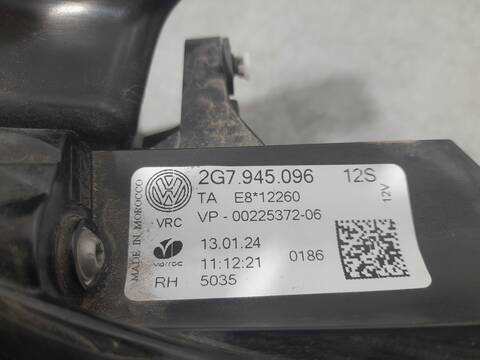 2G7.945.096 12S
TA E8*12260
VRC VP - 00225372-06
13.01.24
varroc 11:12:21 0186
RH 5035
MADE IN MOROCCO
12V